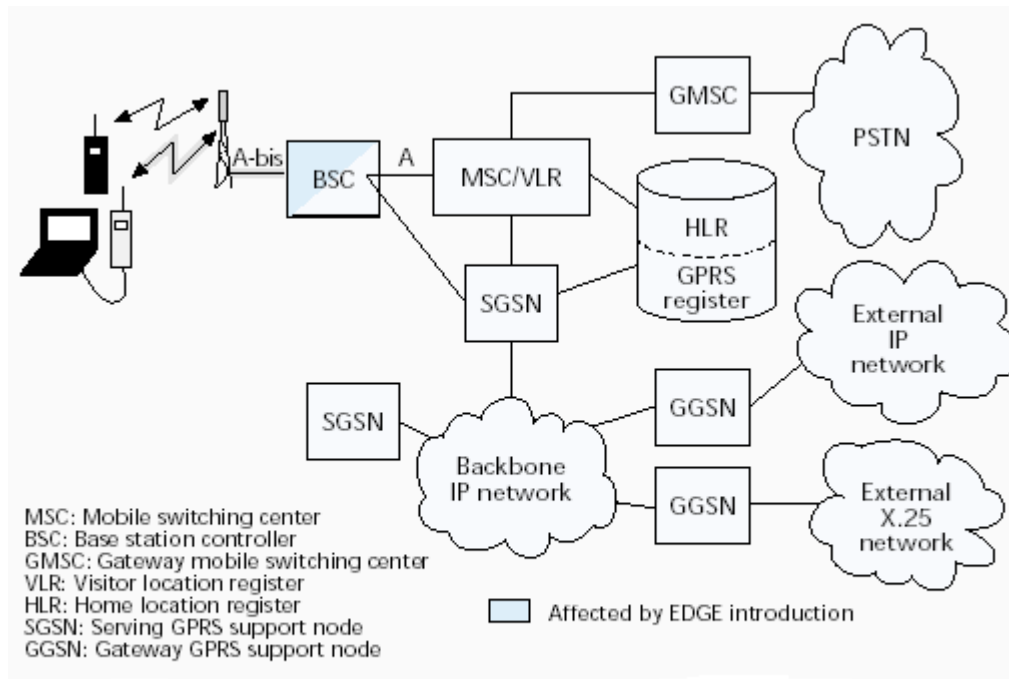 GMSC
PSTN
A-bis
BSC
A
MSC/VLR
HLR
GPRS
register
SGSN
External
IP
network
SGSN
GGSN
Backbone
IP network
GGSN
External
X.25
network
MSC: Mobile switching center
BSC: Base station controller
GMSC: Gateway mobile switching center
VLR: Visitor location register
HLR: Home location register
SGSN: Serving GPRS support node
GGSN: Gateway GPRS support node
Affected by EDGE introduction